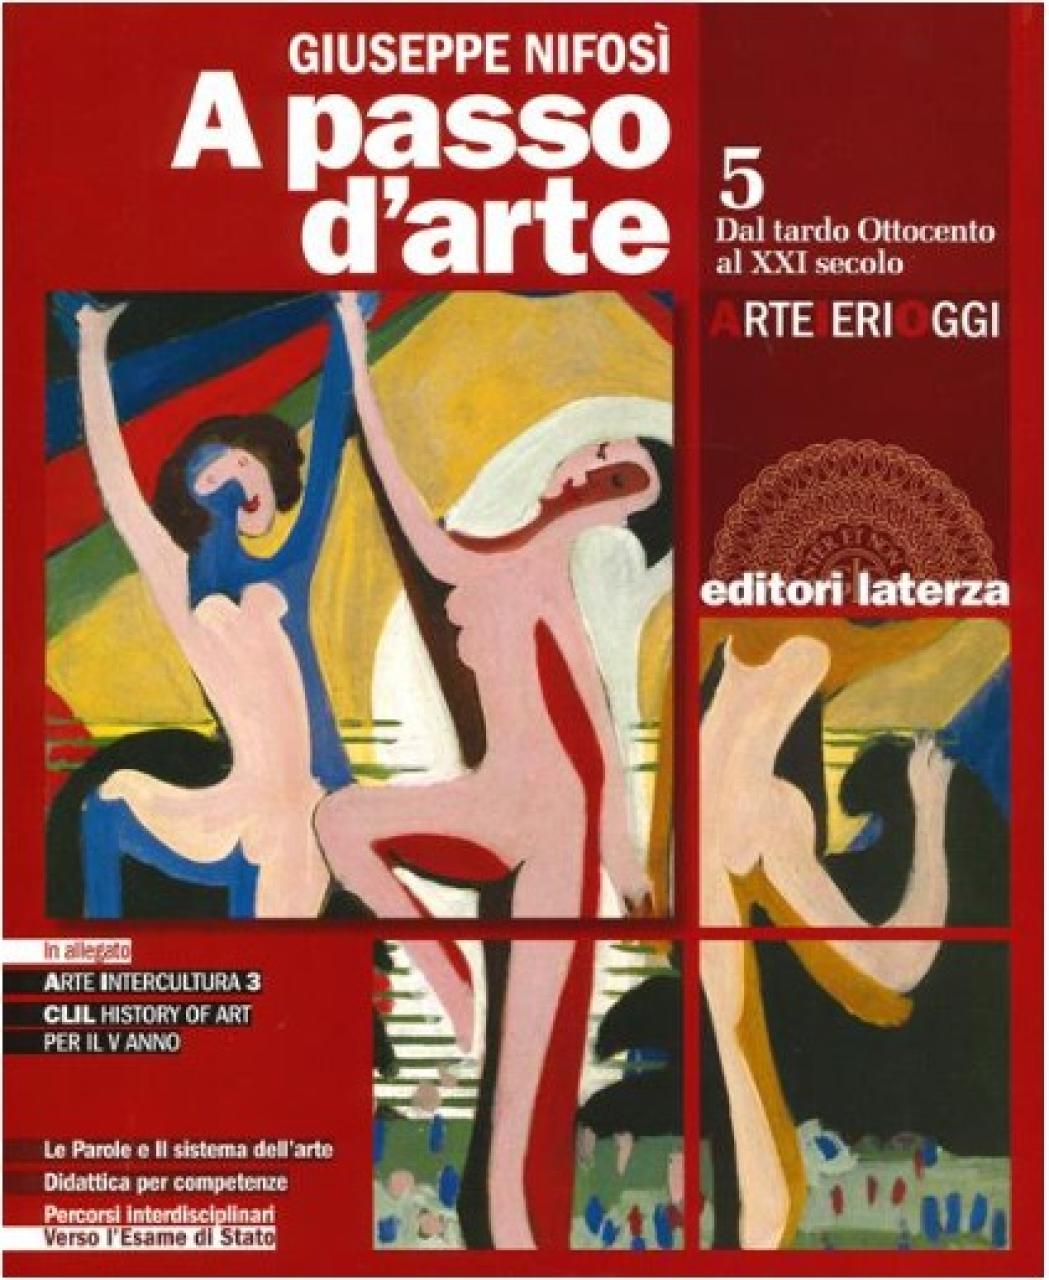 GIUSEPPE NIFOSÌ
A passo
d'arte
5
Dal tardo Ottocento
al XXI secolo
ARTE IERI OGGI
editori laterza
In allegato
ARTE INTERCULTURA 3
CLIL HISTORY OF ART
PER IL V ANNO
Le Parole e Il sistema dell'arte
Didattica per competenze
Percorsi interdisciplinari
Verso l'Esame di Stato